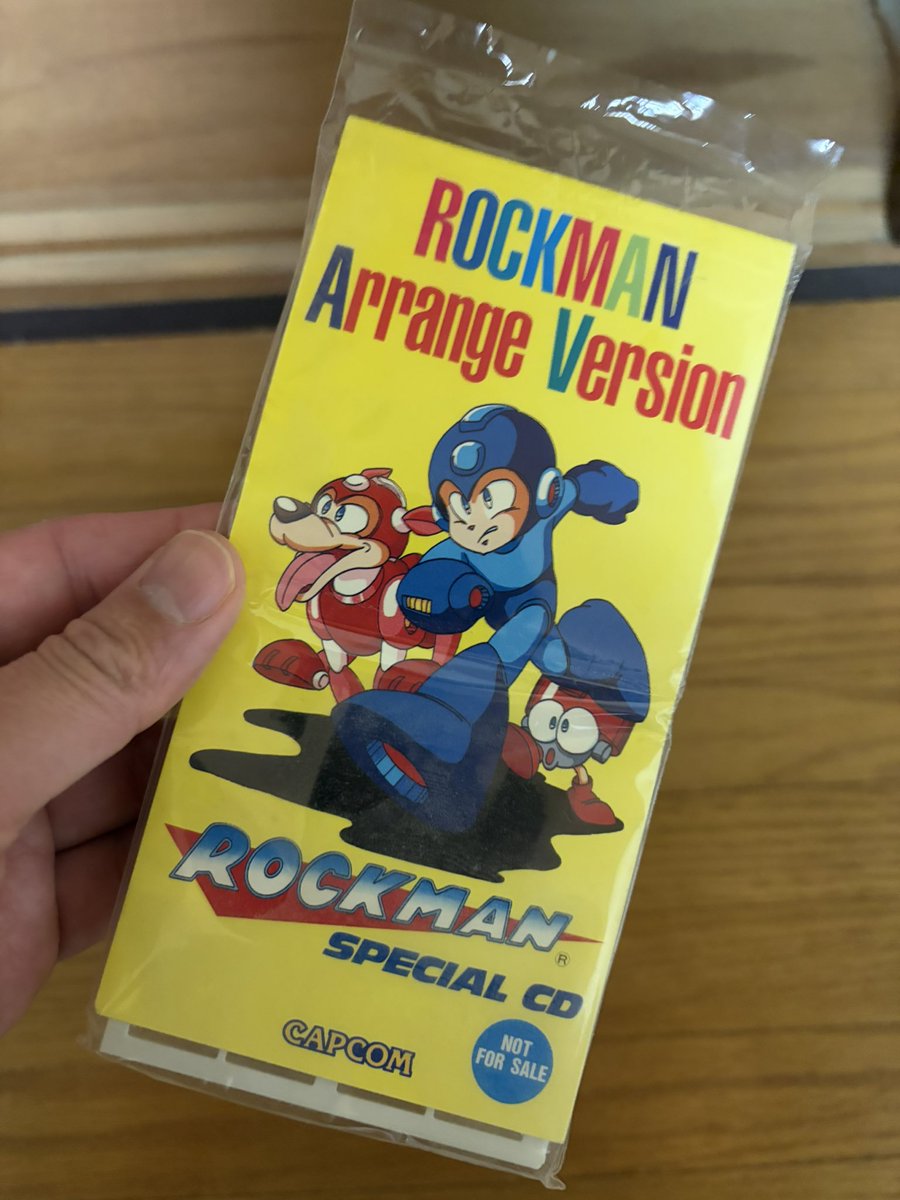 ROCKMAN
Arrange Version
ROCKMAN®
SPECIAL CD
CAPCOM
NOT
FOR SALE